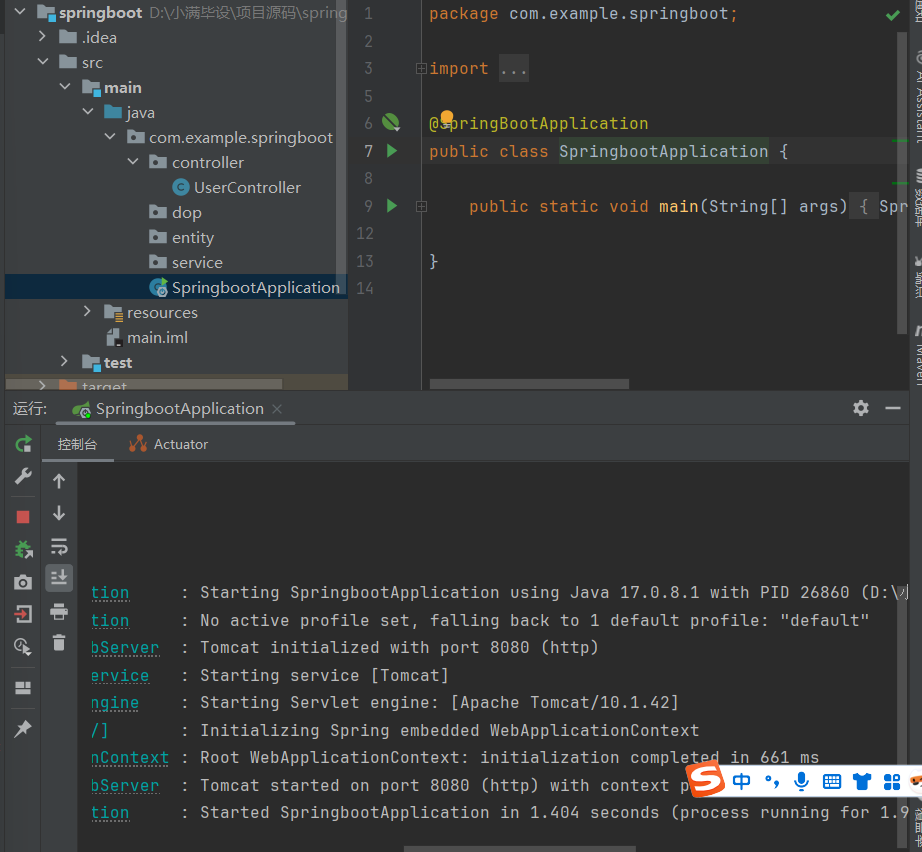 springboot D:\小满毕设\项目源码\spring
.idea
src
main
java
com.example.springboot
controller
UserController
dop
entity
service
SpringbootApplication
resources
main.iml
test
target
1 package com.example.springboot;
2
3 import ...
5
6 @SpringBootApplication
7 public class SpringbootApplication {
8
9 public static void main(String[] args) { Spr
12
13 }
14
AI Assistant
数据库
Maven
运行: SpringbootApplication
控制台 Actuator
tion : Starting SpringbootApplication using Java 17.0.8.1 with PID 26860 (D:\
tion : No active profile set, falling back to 1 default profile: "default"
bServer : Tomcat initialized with port 8080 (http)
ervice : Starting service [Tomcat]
ngine : Starting Servlet engine: [Apache Tomcat/10.1.42]
/] : Initializing Spring embedded WebApplicationContext
nContext : Root WebApplicationContext: initialization completed in 661 ms
bServer : Tomcat started on port 8080 (http) with context p
tion : Started SpringbootApplication in 1.404 seconds (process running for 1.9
S 中